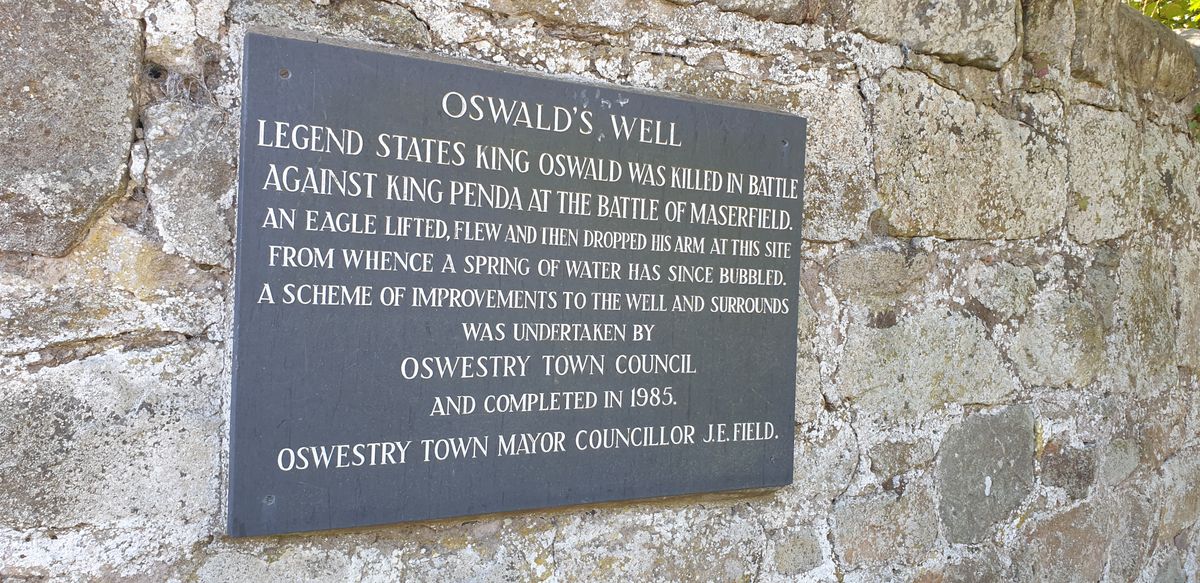 OSWALD'S WELL
LEGEND STATES KING OSWALD WAS KILLED IN BATTLE
AGAINST KING PENDA AT THE BATTLE OF MASERFIELD.
AN EAGLE LIFTED, FLEW AND THEN DROPPED HIS ARM AT THIS SITE
FROM WHENCE A SPRING OF WATER HAS SINCE BUBBLED.
A SCHEME OF IMPROVEMENTS TO THE WELL AND SURROUNDS
WAS UNDERTAKEN BY
OSWESTRY TOWN COUNCIL
AND COMPLETED IN 1985.
OSWESTRY TOWN MAYOR COUNCILLOR J.E. FIELD.